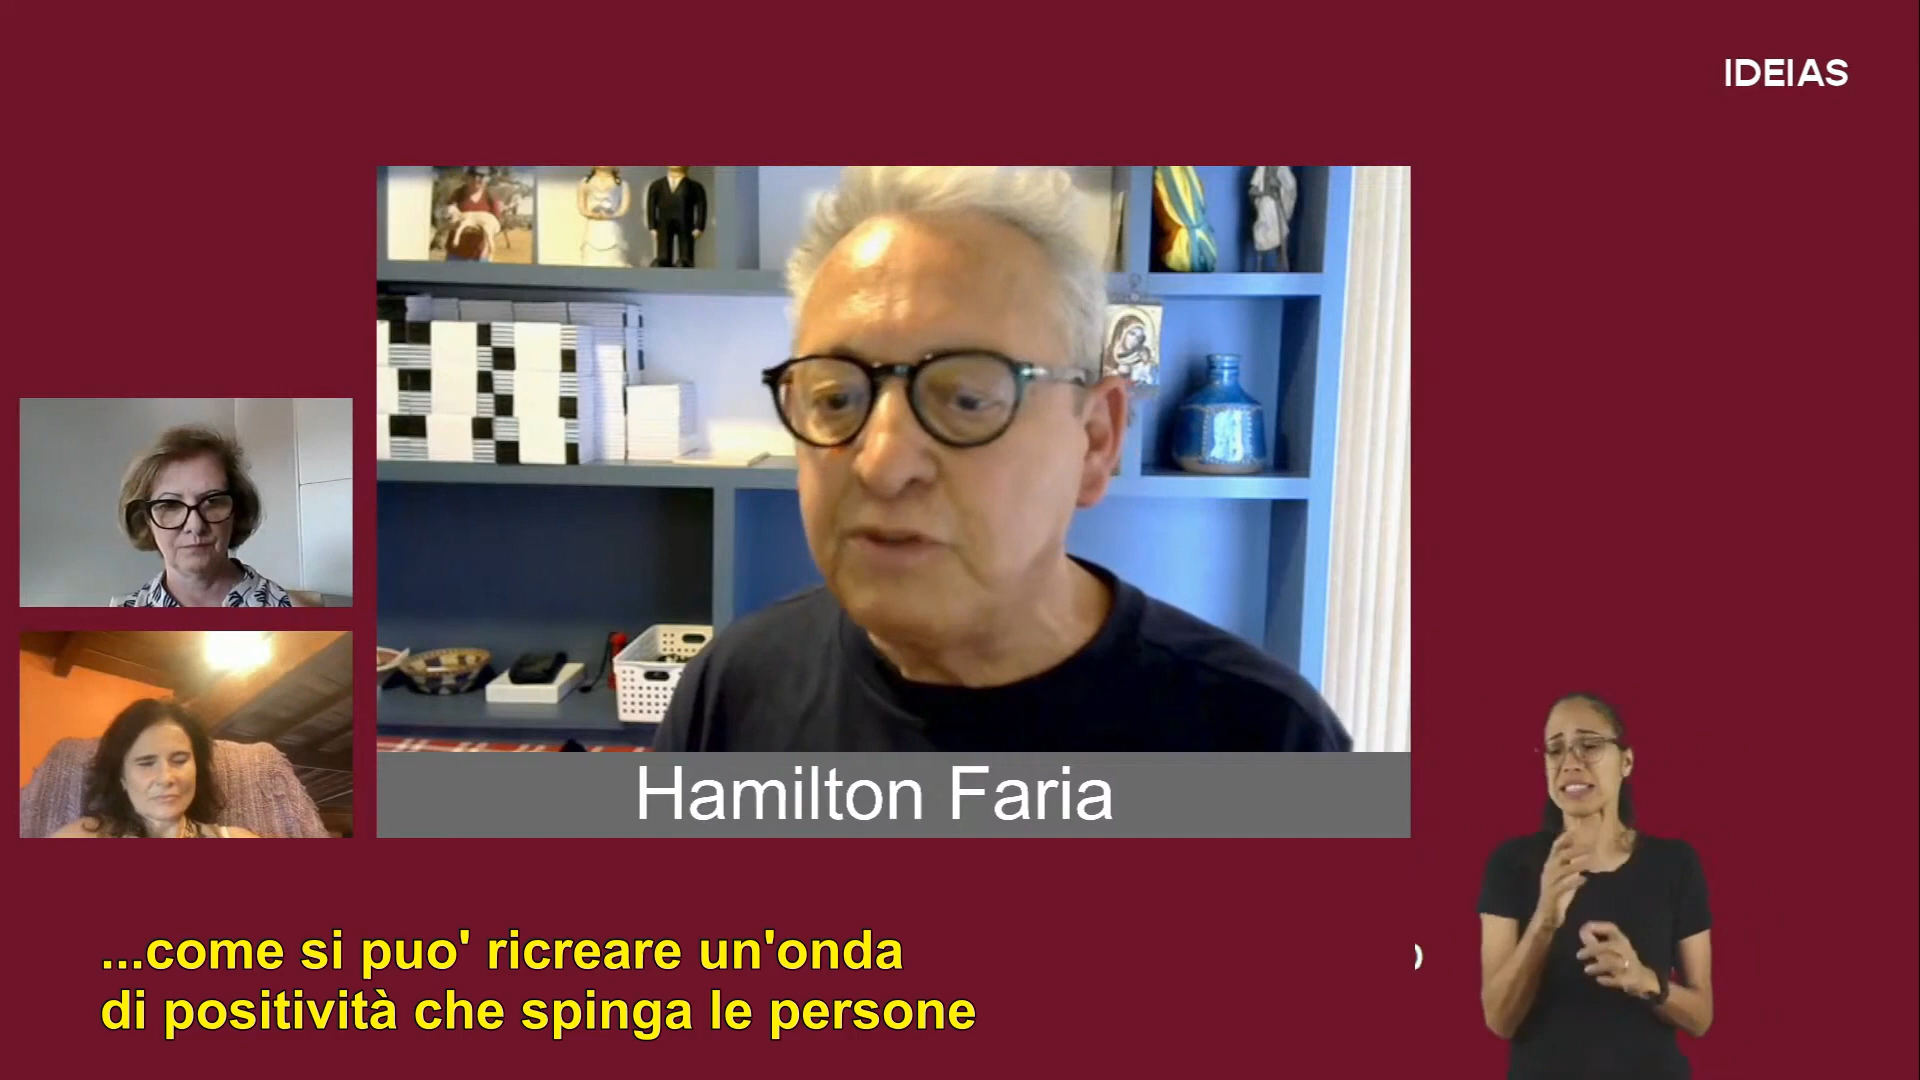 IDEIAS
Hamilton Faria
...come si puo' ricreare un'onda
di positività che spinga le persone